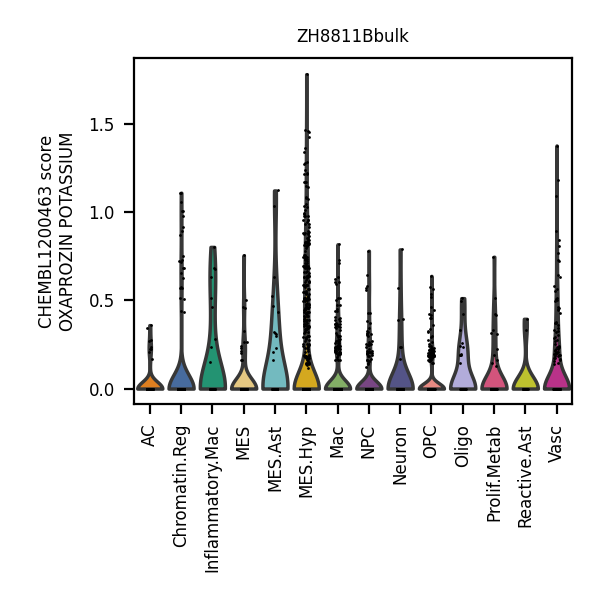 ZH8811Bbulk
CHEMBL1200463 score
OXAPROZIN POTASSIUM
1.5
1.0
0.5
0.0
AC
Chromatin.Reg
Inflammatory.Mac
MES
MES.Ast
MES.Hyp
Mac
NPC
Neuron
OPC
Oligo
Prolif.Metab
Reactive.Ast
Vasc